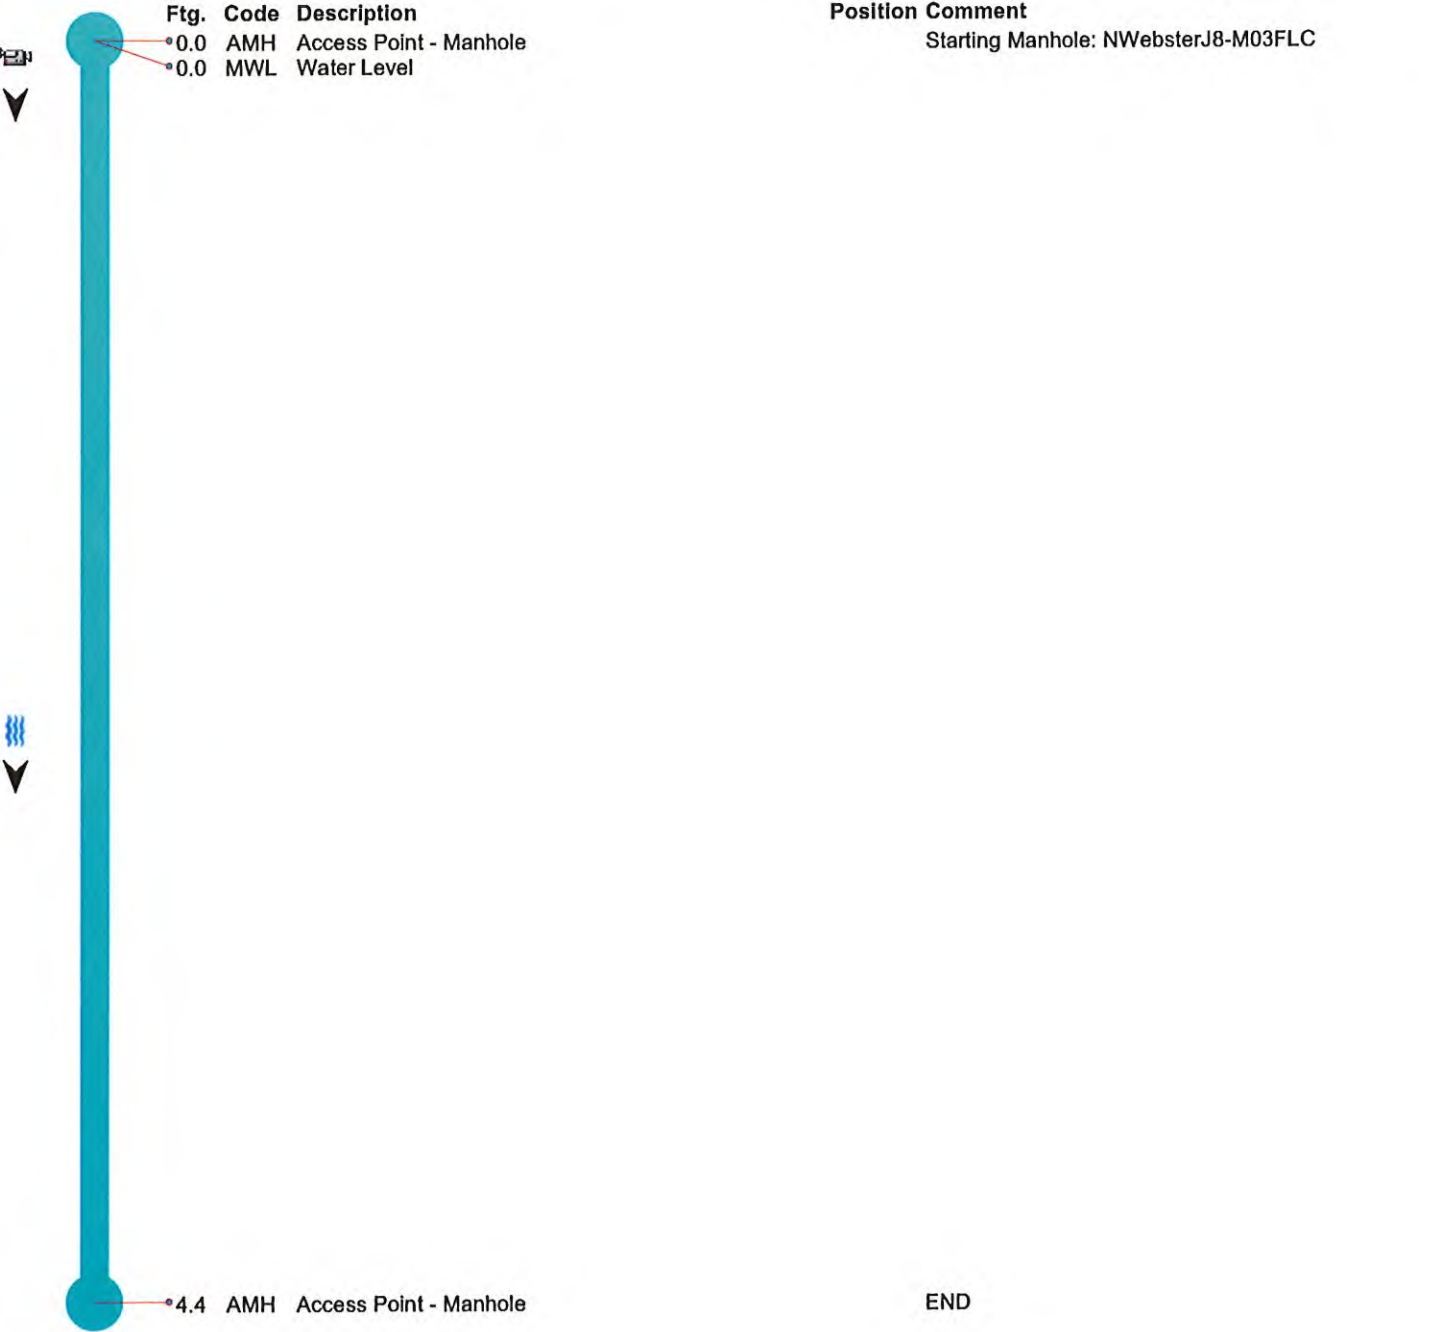 Ftg. Code Description Position Comment
0.0 AMH Access Point - Manhole Starting Manhole: NWebsterJ8-M03FLC
0.0 MWL Water Level
4.4 AMH Access Point - Manhole END